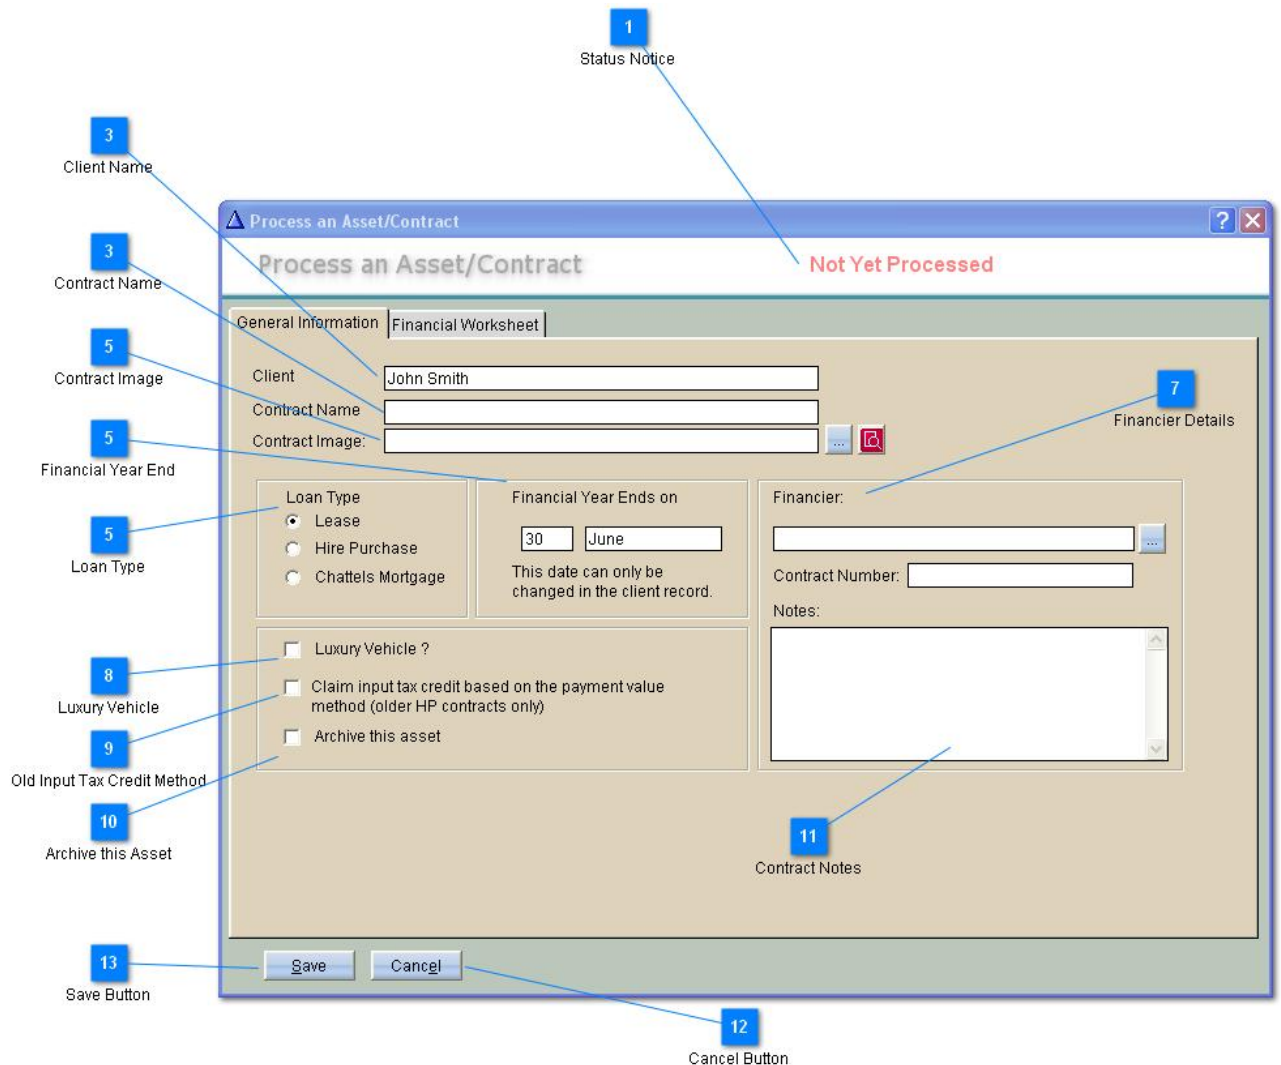 1
Status Notice
3
Client Name
3
Contract Name
5
Contract Image
5
Financial Year End
5
Loan Type
8
Luxury Vehicle
9
Old Input Tax Credit Method
10
Archive this Asset
13
Save Button
Process an Asset/Contract
?
Process an Asset/Contract
Not Yet Processed
General Information
Financial Worksheet
Client
John Smith
Contract Name
Contract Image:
...
7
Financier Details
Loan Type
Lease
Hire Purchase
Chattels Mortgage
Financial Year Ends on
30
June
This date can only be
changed in the client record.
Financier:
...
Contract Number:
Notes:
Luxury Vehicle ?
Claim input tax credit based on the payment value
method (older HP contracts only)
Archive this asset
11
Contract Notes
Save
Cancel
12
Cancel Button